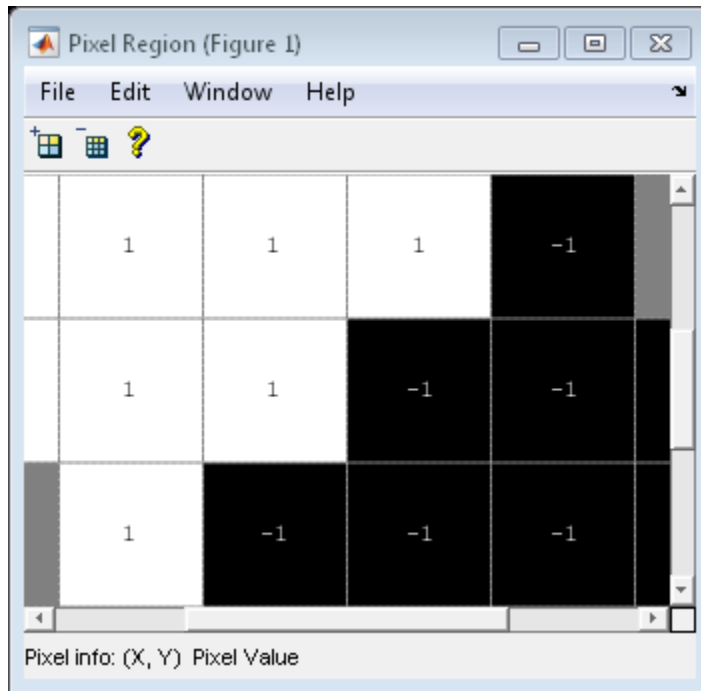 Pixel Region (Figure 1)
File Edit Window Help
1 1 1 -1
1 1 -1 -1
1 -1 -1 -1
Pixel info: (X, Y) Pixel Value